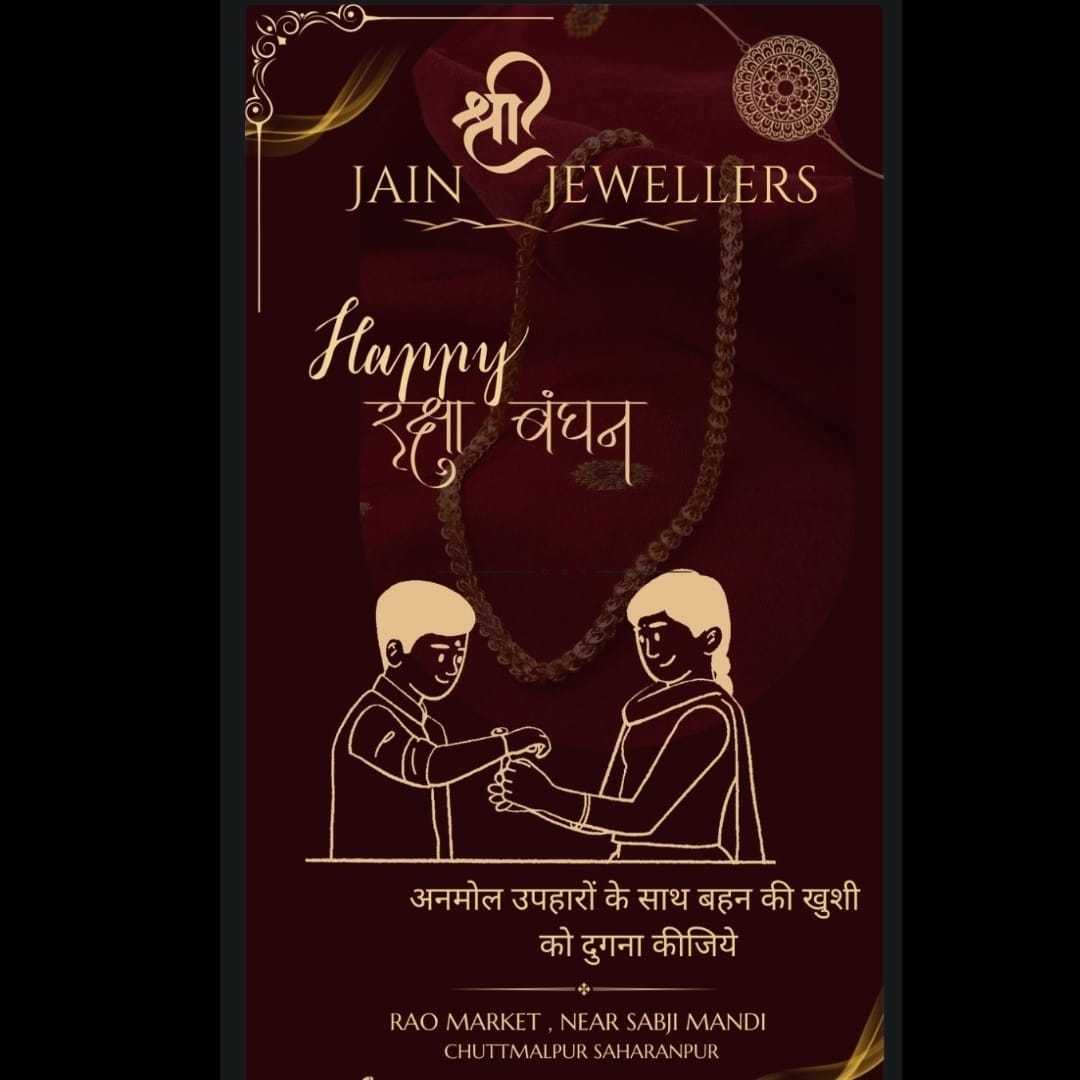 श्री
JAIN JEWELLERS
Happy
रक्षा बंधन
अनमोल उपहारों के साथ बहन की खुशी
को दुगना कीजिये
RAO MARKET , NEAR SABJI MANDI
CHUTTMALPUR SAHARANPUR